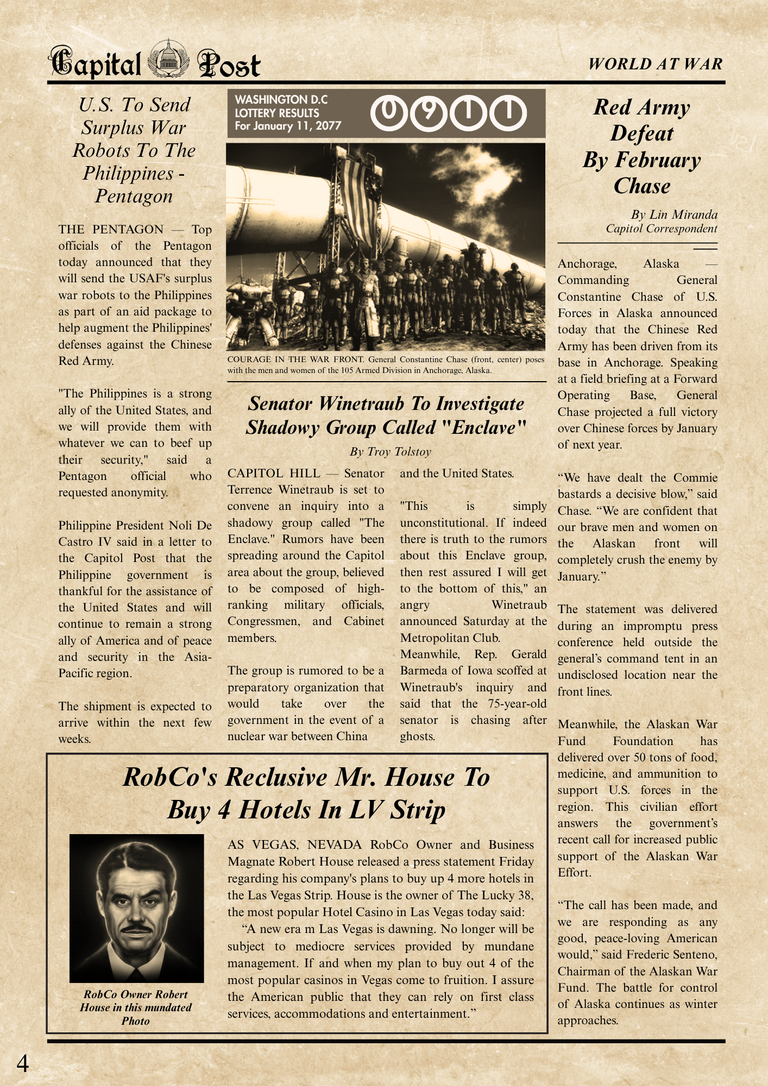 Capital Post
WORLD AT WAR
U.S. To Send
Surplus War
Robots To The
Philippines -
Pentagon
THE PENTAGON — Top
officials of the Pentagon
today announced that they
will send the USAF's surplus
war robots to the Philippines
as part of an aid package to
help augment the Philippines'
defenses against the Chinese
Red Army.
"The Philippines is a strong
ally of the United States, and
we will provide them with
whatever we can to beef up
their security," said a
Pentagon official who
requested anonymity.
Philippine President Noli De
Castro IV said in a letter to
the Capitol Post that the
Philippine government is
thankful for the assistance of
the United States and will
continue to remain a strong
ally of America and of peace
and security in the Asia-
Pacific region.
The shipment is expected to
arrive within the next few
weeks.
WASHINGTON D.C
LOTTERY RESULTS
For January 11, 2077
0 9 1 1
COURAGE IN THE WAR FRONT. General Constantine Chase (front, center) poses
with the men and women of the 105 Armed Division in Anchorage, Alaska.
Senator Winetraub To Investigate
Shadowy Group Called "Enclave"
By Troy Tolstoy
CAPITOL HILL — Senator
Terrence Winetraub is set to
convene an inquiry into a
shadowy group called "The
Enclave." Rumors have been
spreading around the Capitol
area about the group, believed
to be composed of high-
ranking military officials,
Congressmen, and Cabinet
members.
The group is rumored to be a
preparatory organization that
would take over the
government in the event of a
nuclear war between China
and the United States.
"This is simply
unconstitutional. If indeed
there is truth to the rumors
about this Enclave group,
then rest assured I will get
to the bottom of this," an
angry Winetraub
announced Saturday at the
Metropolitan Club.
Meanwhile, Rep. Gerald
Barmeda of Iowa scoffed at
Winetraub's inquiry and
said that the 75-year-old
senator is chasing after
ghosts.
Red Army
Defeat
By February
Chase
By Lin Miranda
Capitol Correspondent
Anchorage, Alaska —
Commanding General
Constantine Chase of U.S.
Forces in Alaska announced
today that the Chinese Red
Army has been driven from its
base in Anchorage. Speaking
at a field briefing at a Forward
Operating Base, General
Chase projected a full victory
over Chinese forces by January
of next year.
“We have dealt the Commie
bastards a decisive blow,” said
Chase. “We are confident that
our brave men and women on
the Alaskan front will
completely crush the enemy by
January.”
The statement was delivered
during an impromptu press
conference held outside the
general’s command tent in an
undisclosed location near the
front lines.
Meanwhile, the Alaskan War
Fund Foundation has
delivered over 50 tons of food,
medicine, and ammunition to
support U.S. forces in the
region. This civilian effort
answers the government’s
recent call for increased public
support of the Alaskan War
Effort.
“The call has been made, and
we are responding as any
good, peace-loving American
would,” said Frederic Senteno,
Chairman of the Alaskan War
Fund. The battle for control
of Alaska continues as winter
approaches.
RobCo's Reclusive Mr. House To
Buy 4 Hotels In LV Strip
RobCo Owner Robert
House in this mundated
Photo
AS VEGAS, NEVADA RobCo Owner and Business
Magnate Robert House released a press statement Friday
regarding his company's plans to buy up 4 more hotels in
the Las Vegas Strip. House is the owner of The Lucky 38,
the most popular Hotel Casino in Las Vegas today said:
“A new era m Las Vegas is dawning. No longer will be
subject to mediocre services provided by mundane
management. If and when my plan to buy out 4 of the
most popular casinos in Vegas come to fruition. I assure
the American public that they can rely on first class
services, accommodations and entertainment.”
4